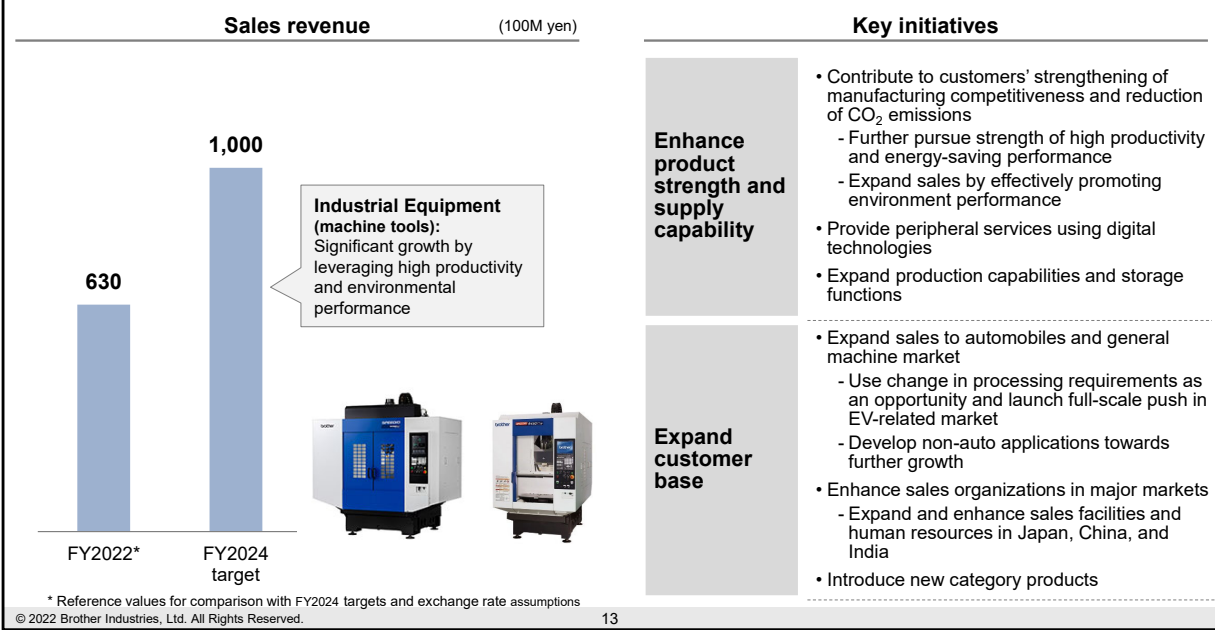 Sales revenue
(100M yen)
1,000
630
Industrial Equipment
(machine tools):
Significant growth by
leveraging high productivity
and environmental
performance
brother
brother
FY2022*
FY2024
target
* Reference values for comparison with FY2024 targets and exchange rate assumptions
Key initiatives
Enhance
product
strength and
supply
capability
• Contribute to customers’ strengthening of
manufacturing competitiveness and reduction
of CO₂ emissions
- Further pursue strength of high productivity
and energy-saving performance
- Expand sales by effectively promoting
environment performance
• Provide peripheral services using digital
technologies
• Expand production capabilities and storage
functions
Expand
customer
base
• Expand sales to automobiles and general
machine market
- Use change in processing requirements as
an opportunity and launch full-scale push in
EV-related market
- Develop non-auto applications towards
further growth
• Enhance sales organizations in major markets
- Expand and enhance sales facilities and
human resources in Japan, China, and
India
• Introduce new category products
© 2022 Brother Industries, Ltd. All Rights Reserved.
13